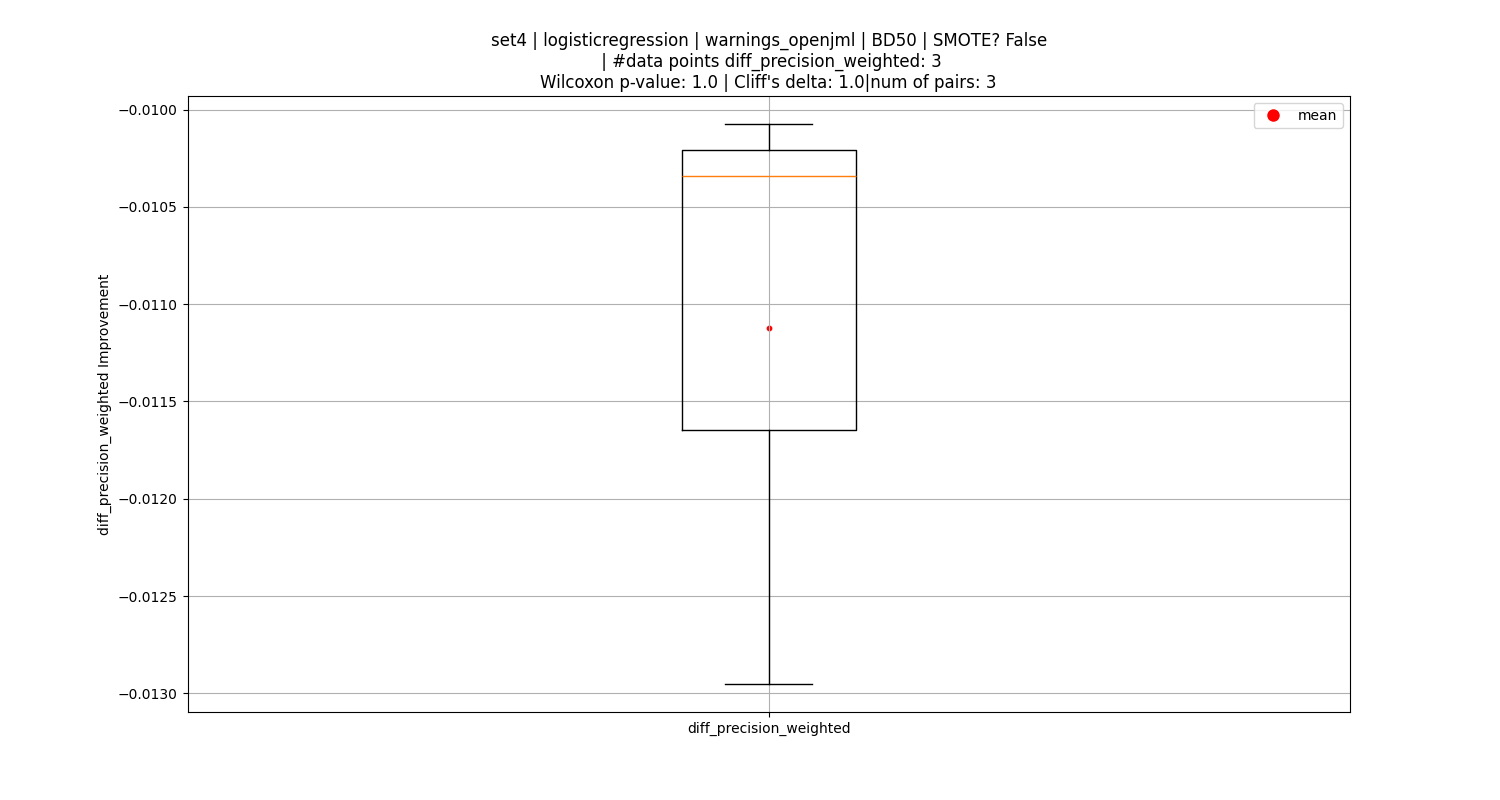 set4 | logisticregression | warnings_openjml | BD50 | SMOTE? False
| #data points diff_precision_weighted: 3
Wilcoxon p-value: 1.0 | Cliff's delta: 1.0|num of pairs: 3
mean
−0.0100
−0.0105
−0.0110
−0.0115
−0.0120
−0.0125
−0.0130
diff_precision_weighted Improvement
diff_precision_weighted